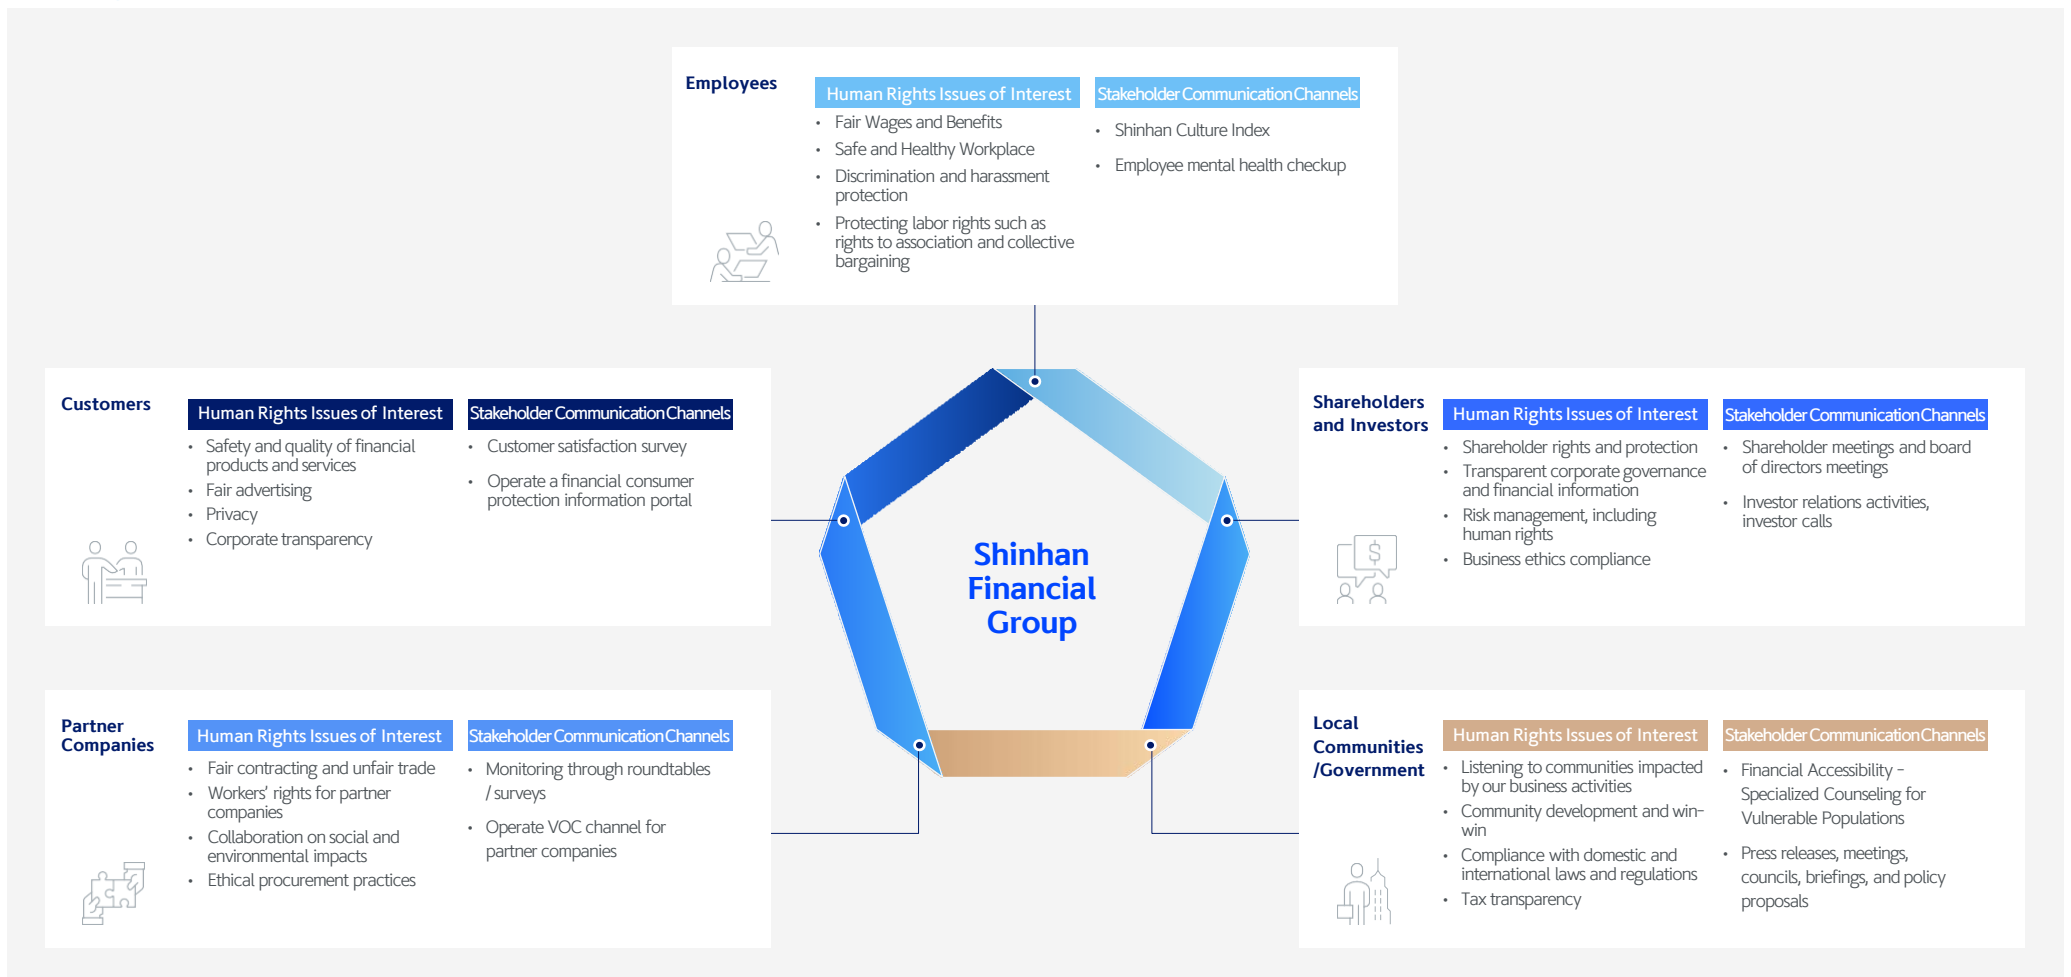 Employees
Human Rights Issues of Interest
• Fair Wages and Benefits
• Safe and Healthy Workplace
• Discrimination and harassment
protection
• Protecting labor rights such as
rights to association and collective
bargaining
Stakeholder Communication Channels
• Shinhan Culture Index
• Employee mental health checkup
Customers
Human Rights Issues of Interest
• Safety and quality of financial
products and services
• Fair advertising
• Privacy
• Corporate transparency
Stakeholder Communication Channels
• Customer satisfaction survey
• Operate a financial consumer
protection information portal
Shinhan
Financial
Group
Shareholders
and Investors
Human Rights Issues of Interest
• Shareholder rights and protection
• Transparent corporate governance
and financial information
• Risk management, including
human rights
• Business ethics compliance
Stakeholder Communication Channels
• Shareholder meetings and board
of directors meetings
• Investor relations activities,
investor calls
$
Partner
Companies
Human Rights Issues of Interest
• Fair contracting and unfair trade
• Workers' rights for partner
companies
• Collaboration on social and
environmental impacts
• Ethical procurement practices
Stakeholder Communication Channels
• Monitoring through roundtables
/ surveys
• Operate VOC channel for
partner companies
Local
Communities
/Government
Human Rights Issues of Interest
• Listening to communities impacted
by our business activities
• Community development and win-
win
• Compliance with domestic and
international laws and regulations
• Tax transparency
Stakeholder Communication Channels
• Financial Accessibility -
Specialized Counseling for
Vulnerable Populations
• Press releases, meetings,
councils, briefings, and policy
proposals